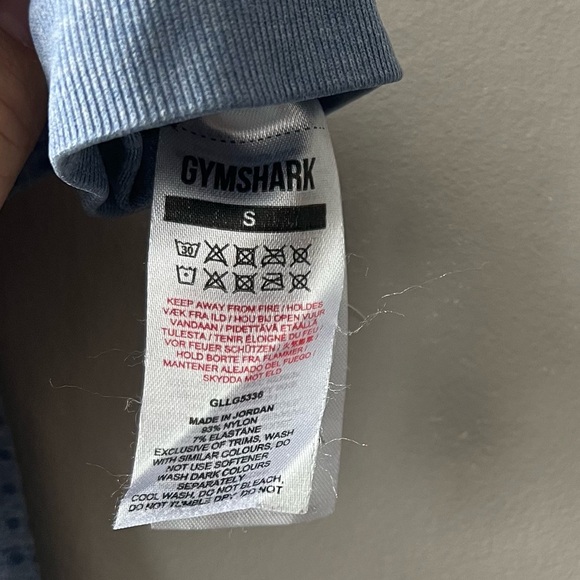 GYMSHARK
S
30
KEEP AWAY FROM FIRE / HOLDES
VÆK FRA ILD / HOU BIJ OPEN VUUR
VANDAAN / PIDETTÄVÄ ETÄÄLLÄ
TULESTA / TENIR ÉLOIGNÉ DU FEU /
VOR FEUER SCHÜTZEN /
HOLD BORTE FRA FLAMMER /
MANTENER ALEJADO DEL FUEGO /
SKYDDA MOT ELD
GLLG5336
MADE IN JORDAN
93% NYLON
7% ELASTANE
EXCLUSIVE OF TRIMS, WASH
WITH SIMILAR COLOURS, DO
NOT USE SOFTENER
WASH DARK COLOURS
SEPARATELY
COOL WASH, DO NOT BLEACH,
DO NOT TUMBLE DRY, DO NOT